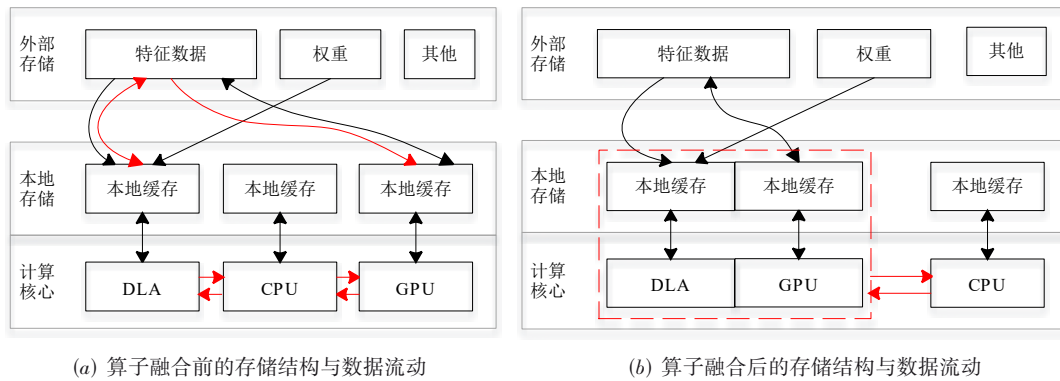 外部
存储
特征数据
权重
其他
本地
存储
本地缓存
本地缓存
本地缓存
计算
核心
DLA
CPU
GPU
(a) 算子融合前的存储结构与数据流动
外部
存储
特征数据
权重
其他
本地
存储
本地缓存
本地缓存
本地缓存
计算
核心
DLA
GPU
CPU
(b) 算子融合后的存储结构与数据流动